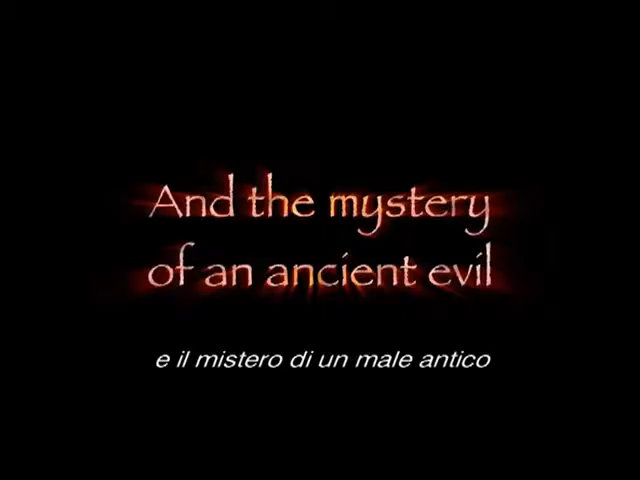 And the mystery
of an ancient evil
e il mistero di un male antico